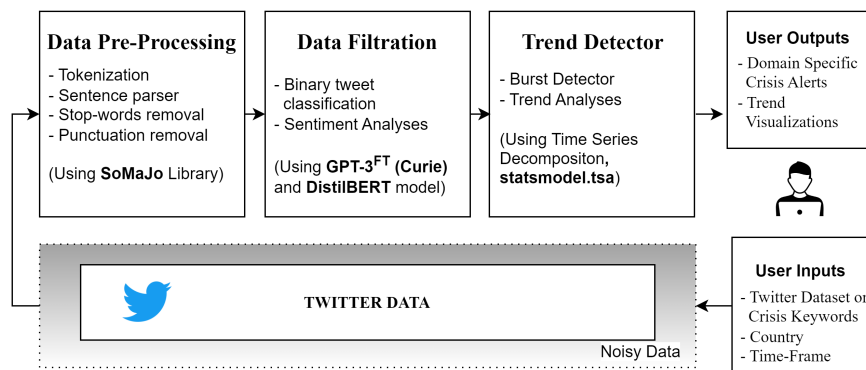 Data Pre-Processing
- Tokenization
- Sentence parser
- Stop-words removal
- Punctuation removal
(Using SoMaJo Library)
Data Filtration
- Binary tweet
classification
- Sentiment Analyses
(Using GPT-3FT (Curie)
and DistilBERT model)
Trend Detector
- Burst Detector
- Trend Analyses
(Using Time Series
Decompositon,
statsmodel.tsa)
User Outputs
- Domain Specific
Crisis Alerts
- Trend
Visualizations
TWITTER DATA
Noisy Data
User Inputs
- Twitter Dataset or
Crisis Keywords
- Country
- Time-Frame